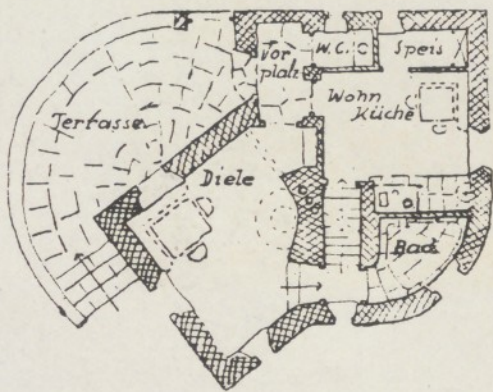 Vor
platz
W.C.
Speis
Wohn
Küche
Terrasse
Diele
Bad